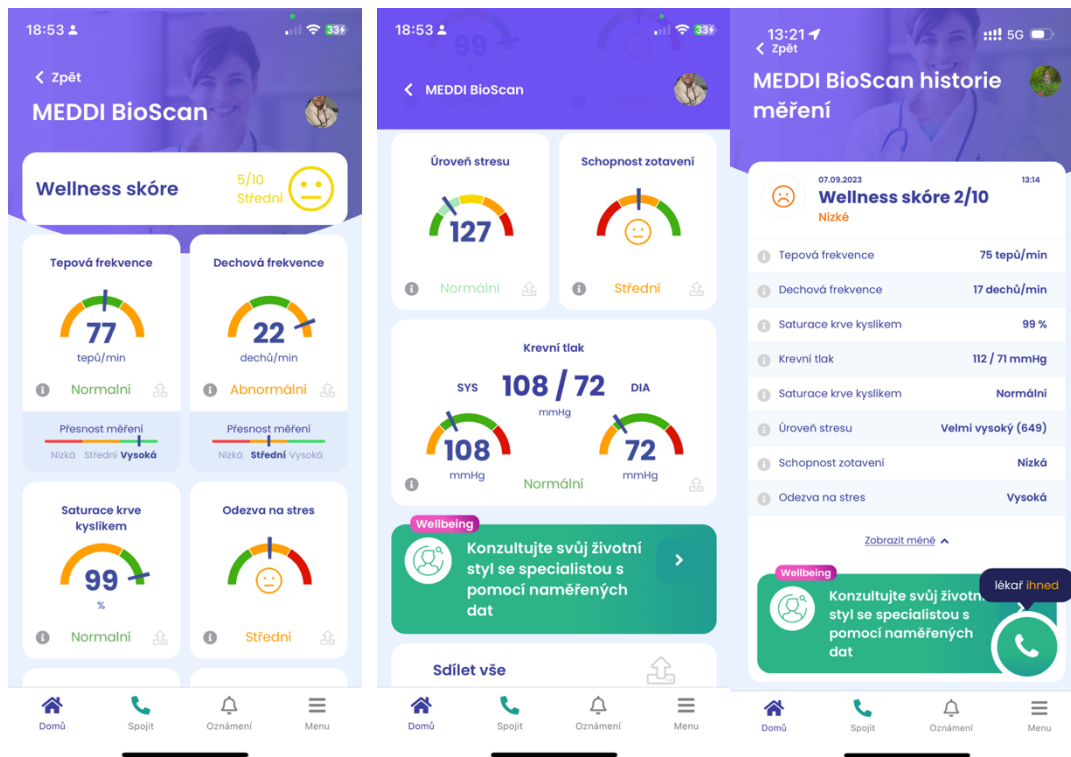 18:53
33
Zpět
MEDDI BioScan
Wellness skóre
5/10
Střední
Tepová frekvence
77
tepů/min
Normalní
Přesnost měření
Nízká Střední Vysoká
Dechová frekvence
22
dechů/min
Abnormální
Přesnost měření
Nízká Střední Vysoká
Saturace krve
kyslíkem
99
%
Normalní
Odezva na stres
Střední
Domů
Spojit
Oznámení
Menu
18:53
33
MEDDI BioScan
Úroveň stresu
127
Normální
Schopnost zotavení
Střední
Krevní tlak
SYS 108 / 72 DIA
mmHg
108
mmHg
72
mmHg
Normální
Wellbeing
Konzultujte svůj životní
styl se specialistou s
pomocí naměřených
dat
Sdílet vše
Domů
Spojit
Oznámení
Menu
13:21
5G
Zpět
MEDDI BioScan historie
měření
07.09.2023 13:14
Wellness skóre 2/10
Nízké
Tepová frekvence 75 tepů/min
Dechová frekvence 17 dechů/min
Saturace krve kyslíkem 99 %
Krevni tlak 112 / 71 mmHg
Saturace krve kyslíkem Normální
Úroveň stresu Velmi vysoký (649)
Schopnost zotavení Nízká
Odezva na stres Vysoká
Zobrazit méně
Wellbeing
lékař ihned
Konzultujte svůj životn
styl se specialistou s
pomocí naměřených
dat
Domů
Spojit
Oznámení
Menu